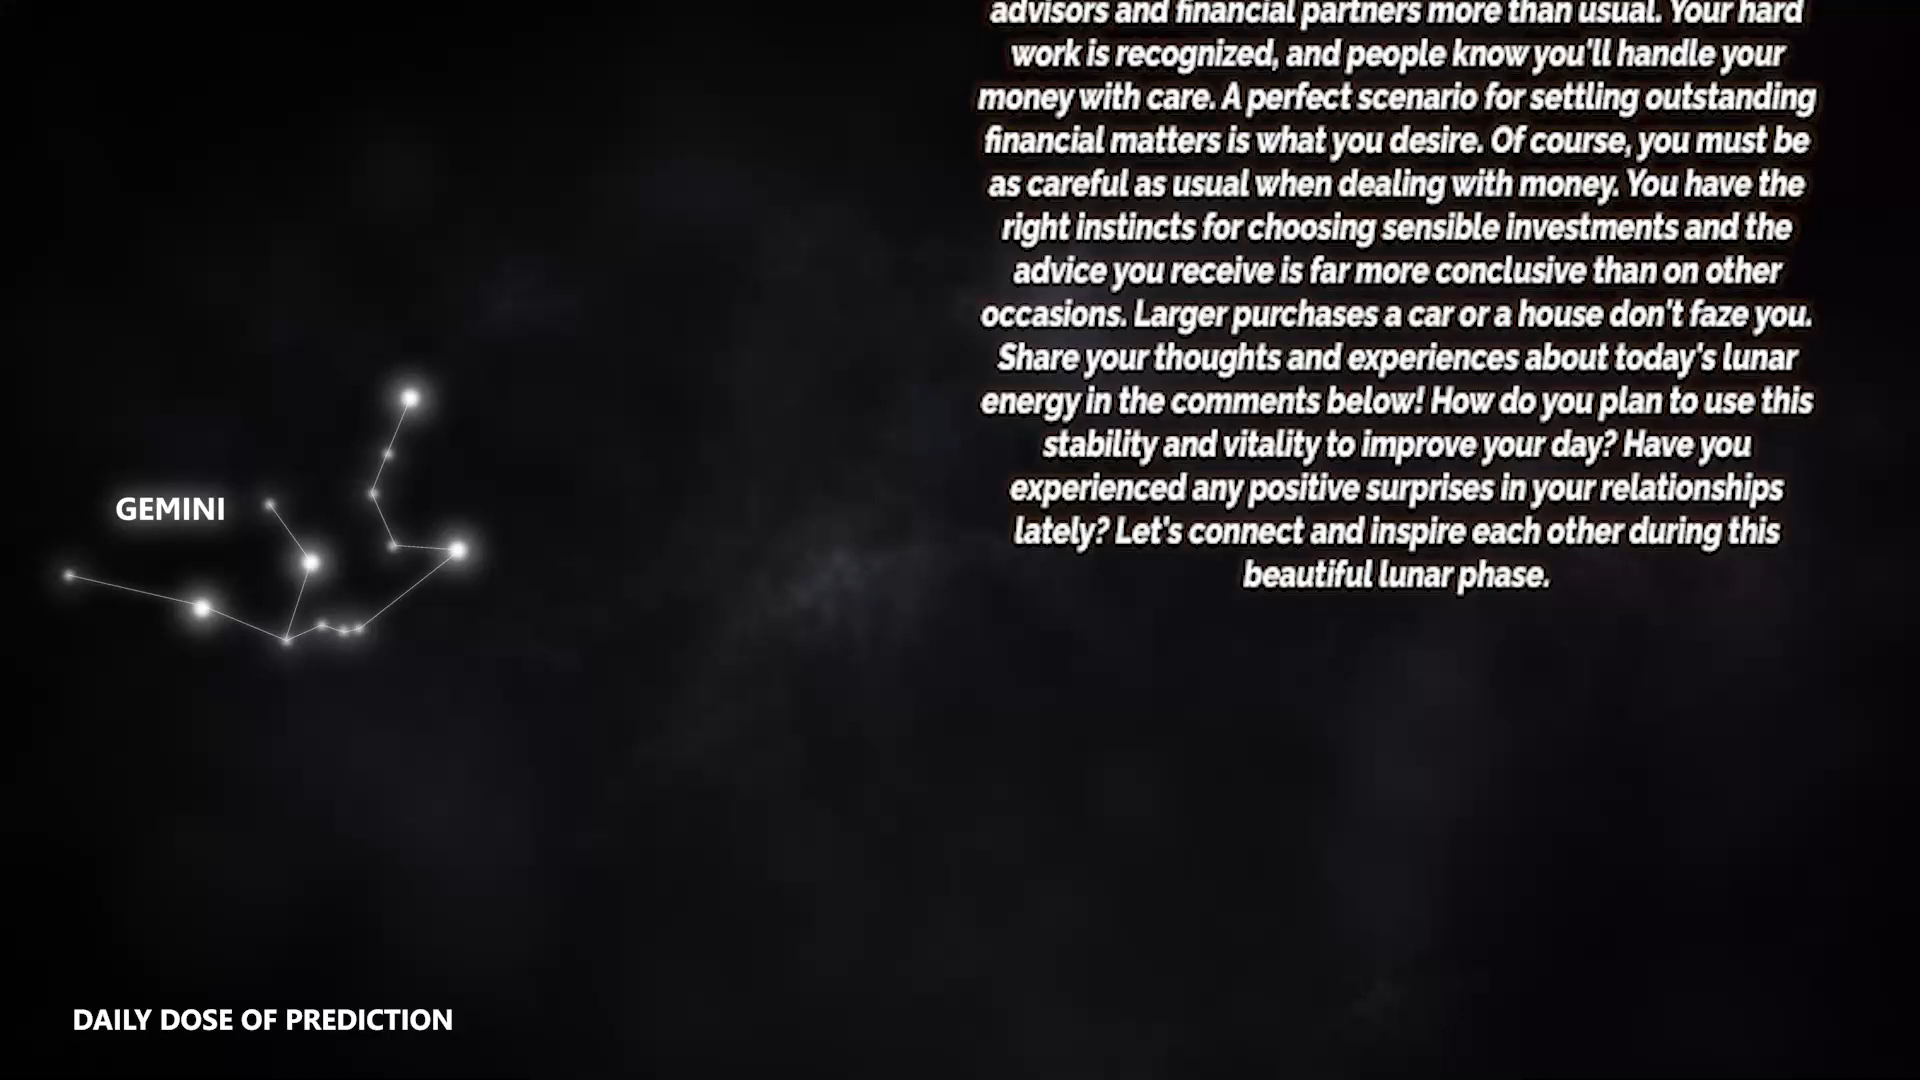 advisors and financial partners more than usual. Your hard
work is recognized, and people know you'll handle your
money with care. A perfect scenario for settling outstanding
financial matters is what you desire. Of course, you must be
as careful as usual when dealing with money. You have the
right instincts for choosing sensible investments and the
advice you receive is far more conclusive than on other
occasions. Larger purchases a car or a house don't faze you.
Share your thoughts and experiences about today's lunar
energy in the comments below! How do you plan to use this
stability and vitality to improve your day? Have you
experienced any positive surprises in your relationships
lately? Let's connect and inspire each other during this
beautiful lunar phase.
GEMINI
DAILY DOSE OF PREDICTION